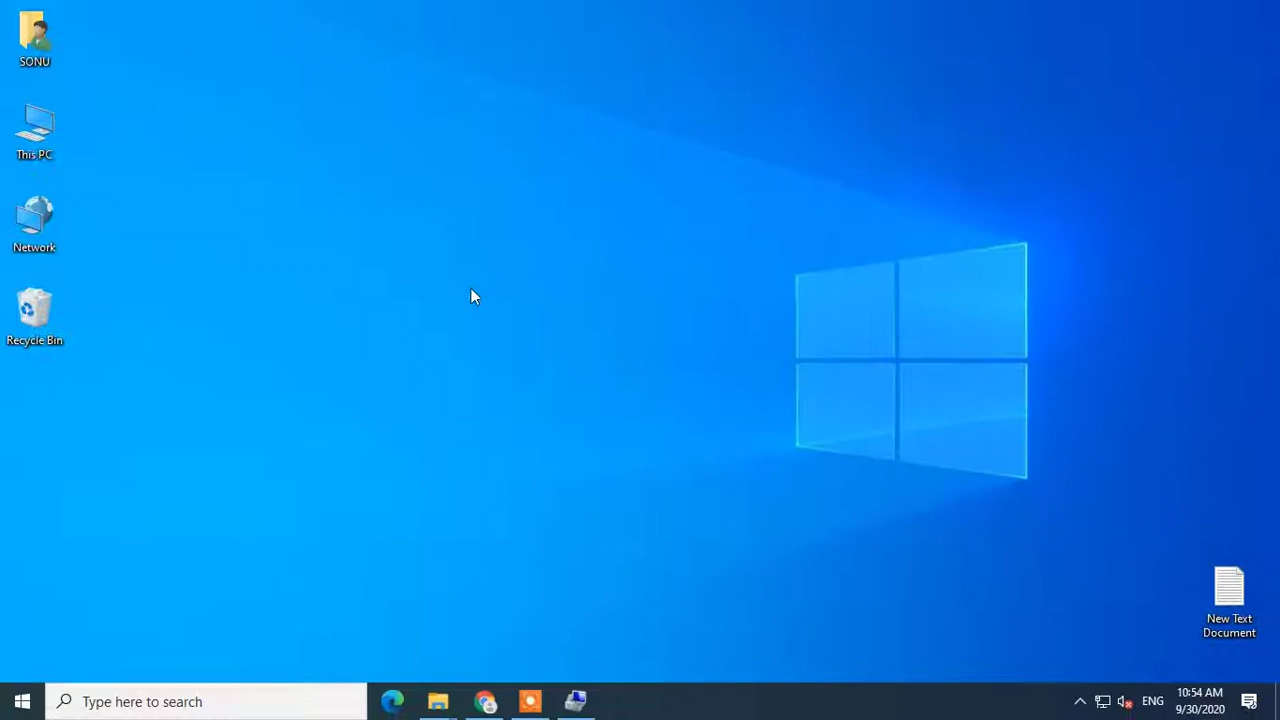 SONU
This PC
Network
Recycle Bin
New Text
Document
Type here to search
ENG
10:54 AM
9/30/2020